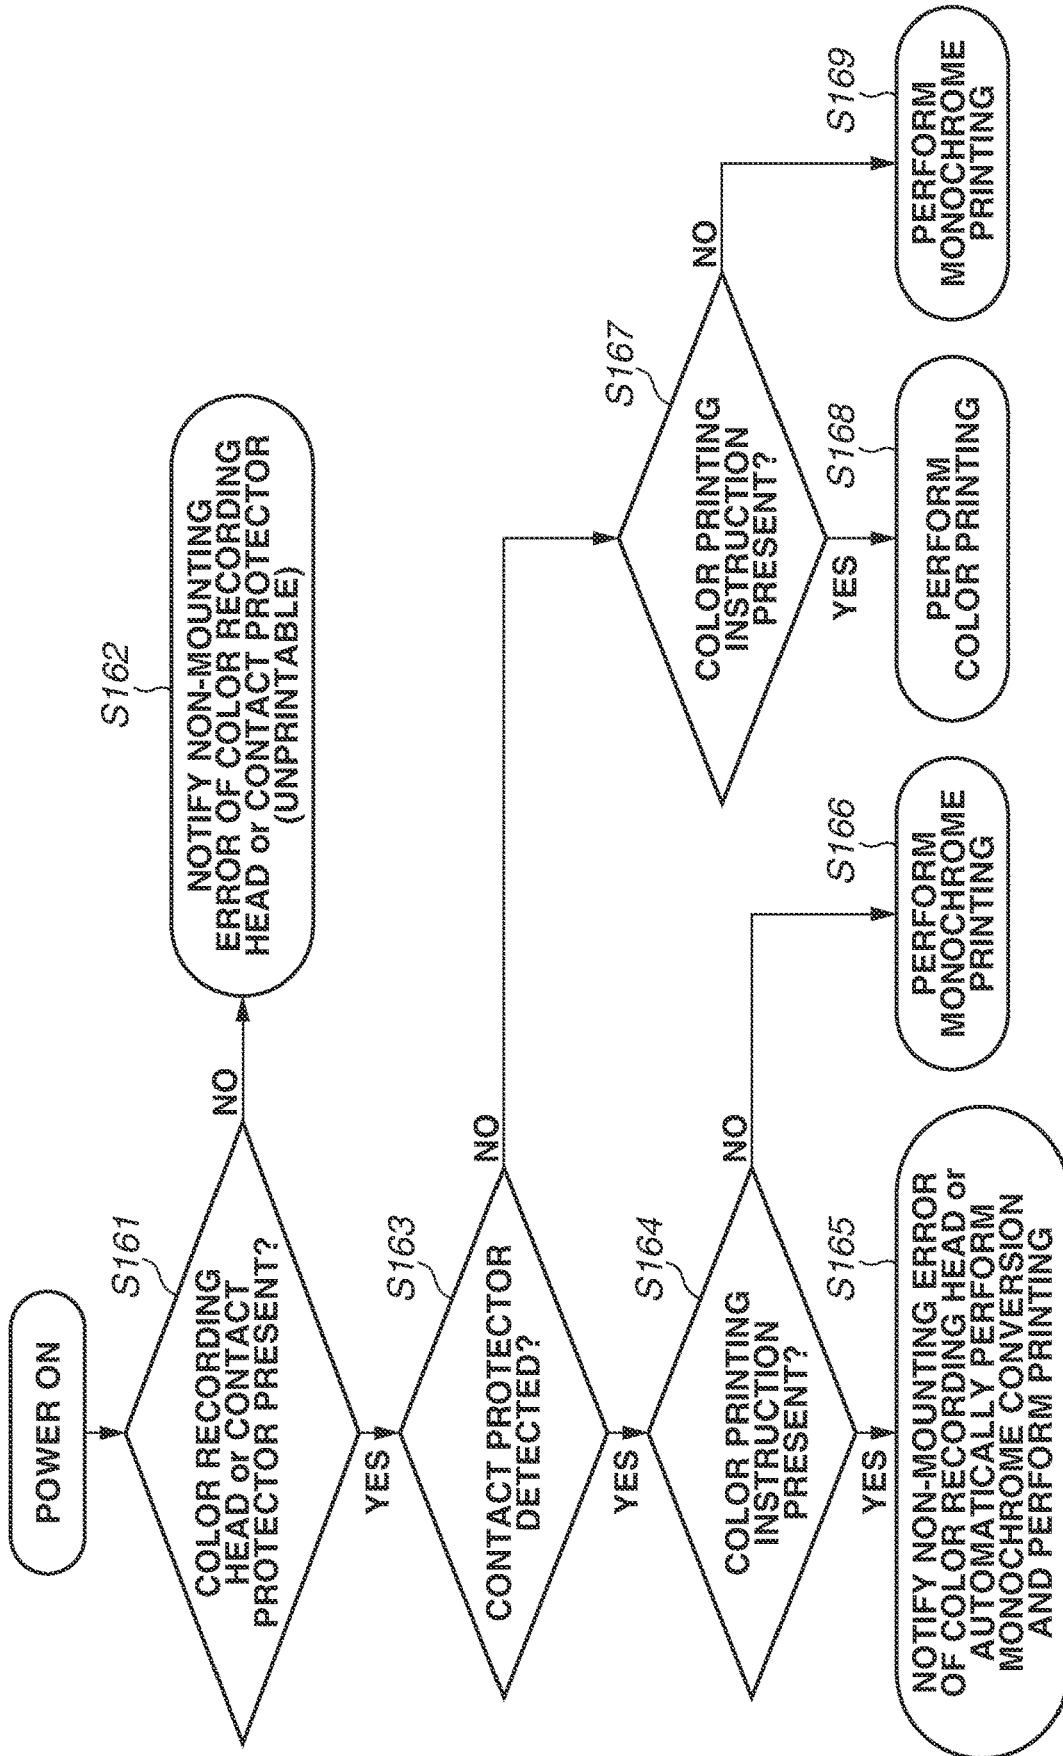 POWER ON
S161
COLOR RECORDING
HEAD or CONTACT
PROTECTOR PRESENT?
NO
YES
S162
NOTIFY NON-MOUNTING
ERROR OF COLOR RECORDING
HEAD or CONTACT PROTECTOR
(UNPRINTABLE)
S163
CONTACT PROTECTOR
DETECTED?
NO
YES
S164
COLOR PRINTING
INSTRUCTION
PRESENT?
NO
YES
S165
NOTIFY NON-MOUNTING ERROR
OF COLOR RECORDING HEAD or
AUTOMATICALLY PERFORM
MONOCHROME CONVERSION
AND PERFORM PRINTING
S166
PERFORM
MONOCHROME
PRINTING
S167
COLOR PRINTING
INSTRUCTION
PRESENT?
NO
YES
S168
PERFORM
COLOR PRINTING
S169
PERFORM
MONOCHROME
PRINTING